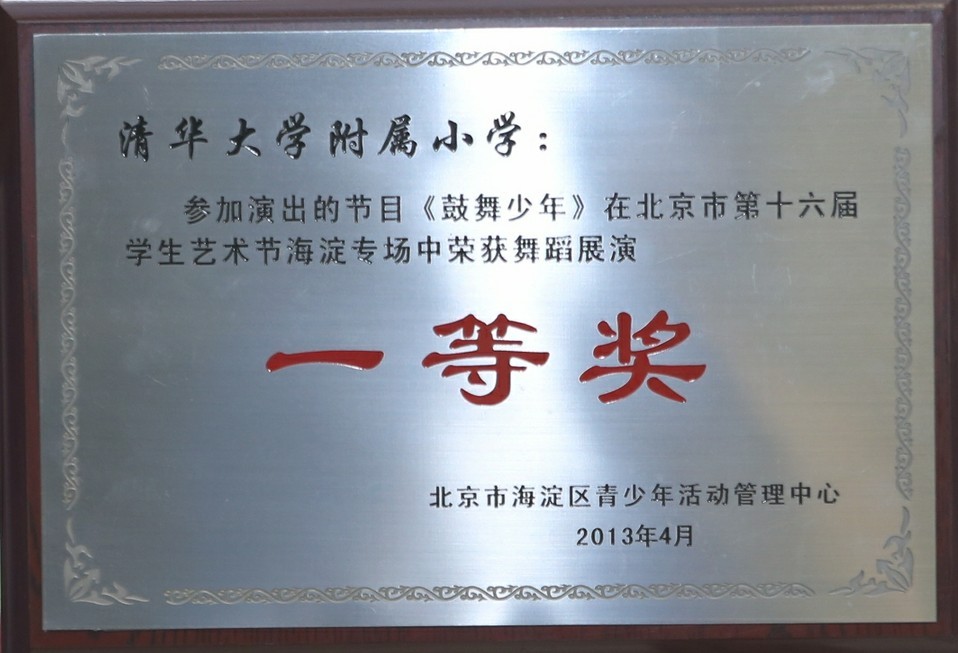 清华大学附属小学：
参加演出的节目《鼓舞少年》在北京市第十六届
学生艺术节海淀专场中荣获舞蹈展演
一等奖
北京市海淀区青少年活动管理中心
2013年4月